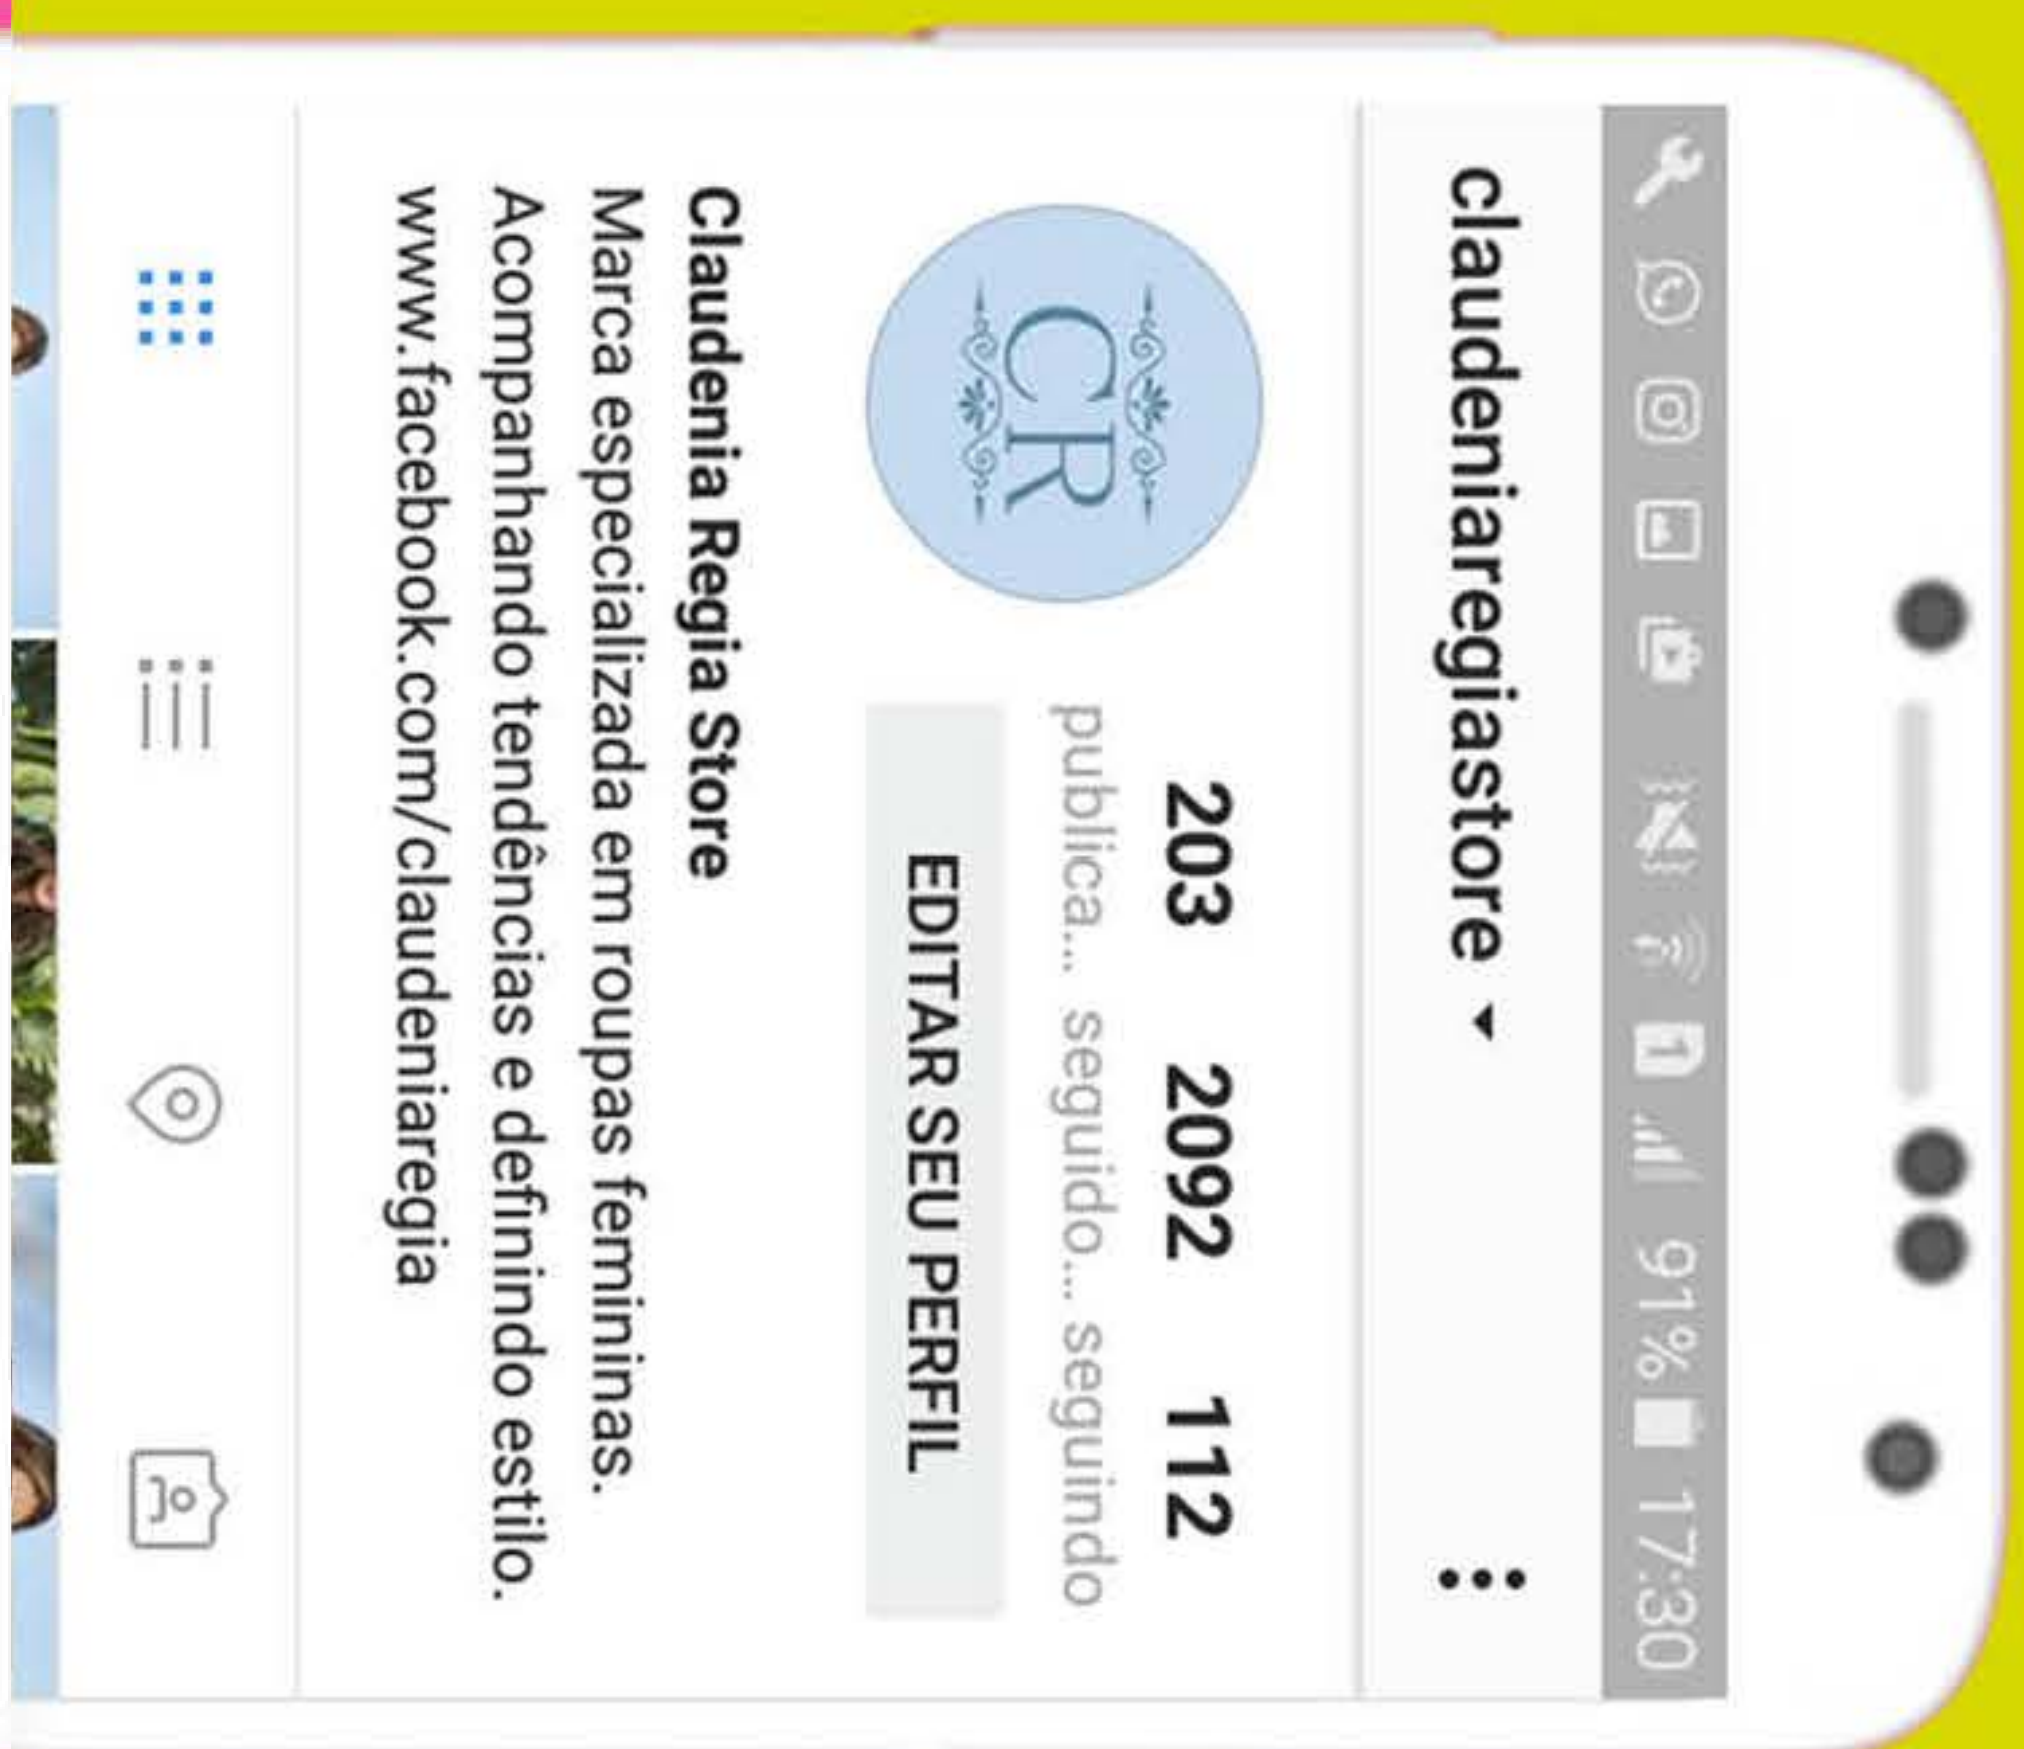 1 91% 17:30
claudeniaregiastore
CR
203 2092 112
publica... seguido... seguindo
EDITAR SEU PERFIL
Claudenia Regia Store
Marca especializada em roupas femininas.
Acompanhando tendências e definindo estilo.
www.facebook.com/claudeniaregia